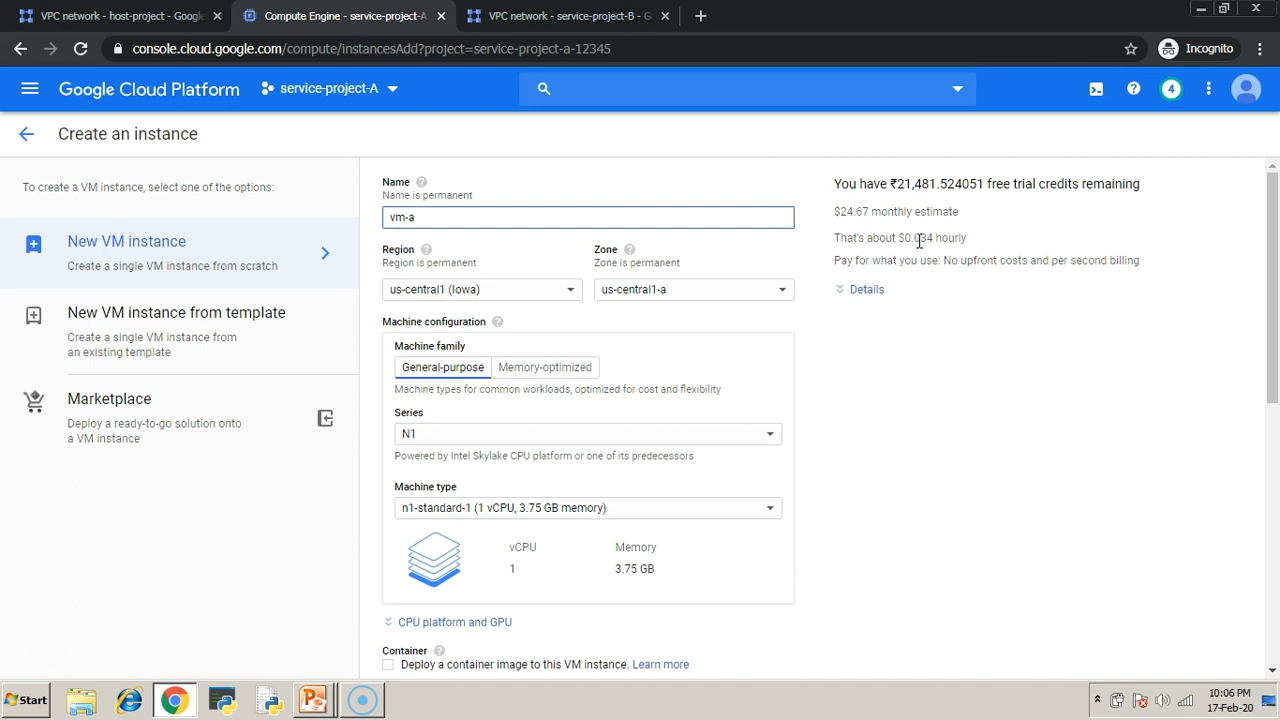 VPC network - host-project - Google
Compute Engine - service-project-A
VPC network - service-project-B - G
console.cloud.google.com/compute/instancesAdd?project=service-project-a-12345
Incognito
Google Cloud Platform
service-project-A
4
Create an instance
To create a VM instance, select one of the options:
New VM instance
Create a single VM instance from scratch
New VM instance from template
Create a single VM instance from
an existing template
Marketplace
Deploy a ready-to-go solution onto
a VM instance
Name
Name is permanent
vm-a
Region
Region is permanent
us-central1 (Iowa)
Zone
Zone is permanent
us-central1-a
Machine configuration
Machine family
General-purpose
Memory-optimized
Machine types for common workloads, optimized for cost and flexibility
Series
N1
Powered by Intel Skylake CPU platform or one of its predecessors
Machine type
n1-standard-1 (1 vCPU, 3.75 GB memory)
vCPU
Memory
1
3.75 GB
CPU platform and GPU
Container
Deploy a container image to this VM instance. Learn more
You have ₹21,481.524051 free trial credits remaining
$24.67 monthly estimate
That's about $0.034 hourly
Pay for what you use: No upfront costs and per second billing
Details
Start
10:06 PM
17-Feb-20